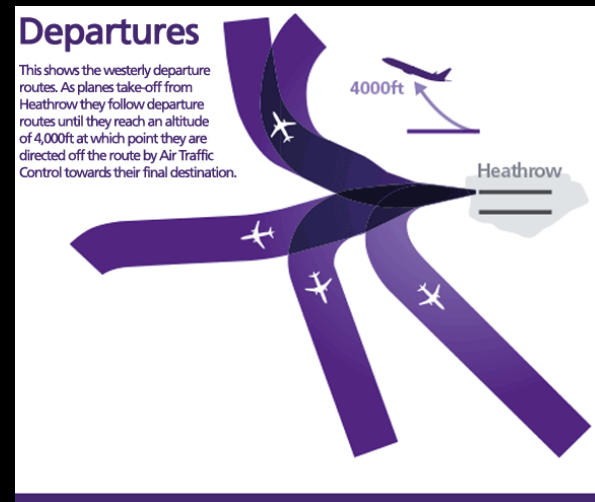 Departures
This shows the westerly departure
routes. As planes take-off from
Heathrow they follow departure
routes until they reach an altitude
of 4,000ft at which point they are
directed off the route by Air Traffic
Control towards their final destination.
4000ft
Heathrow